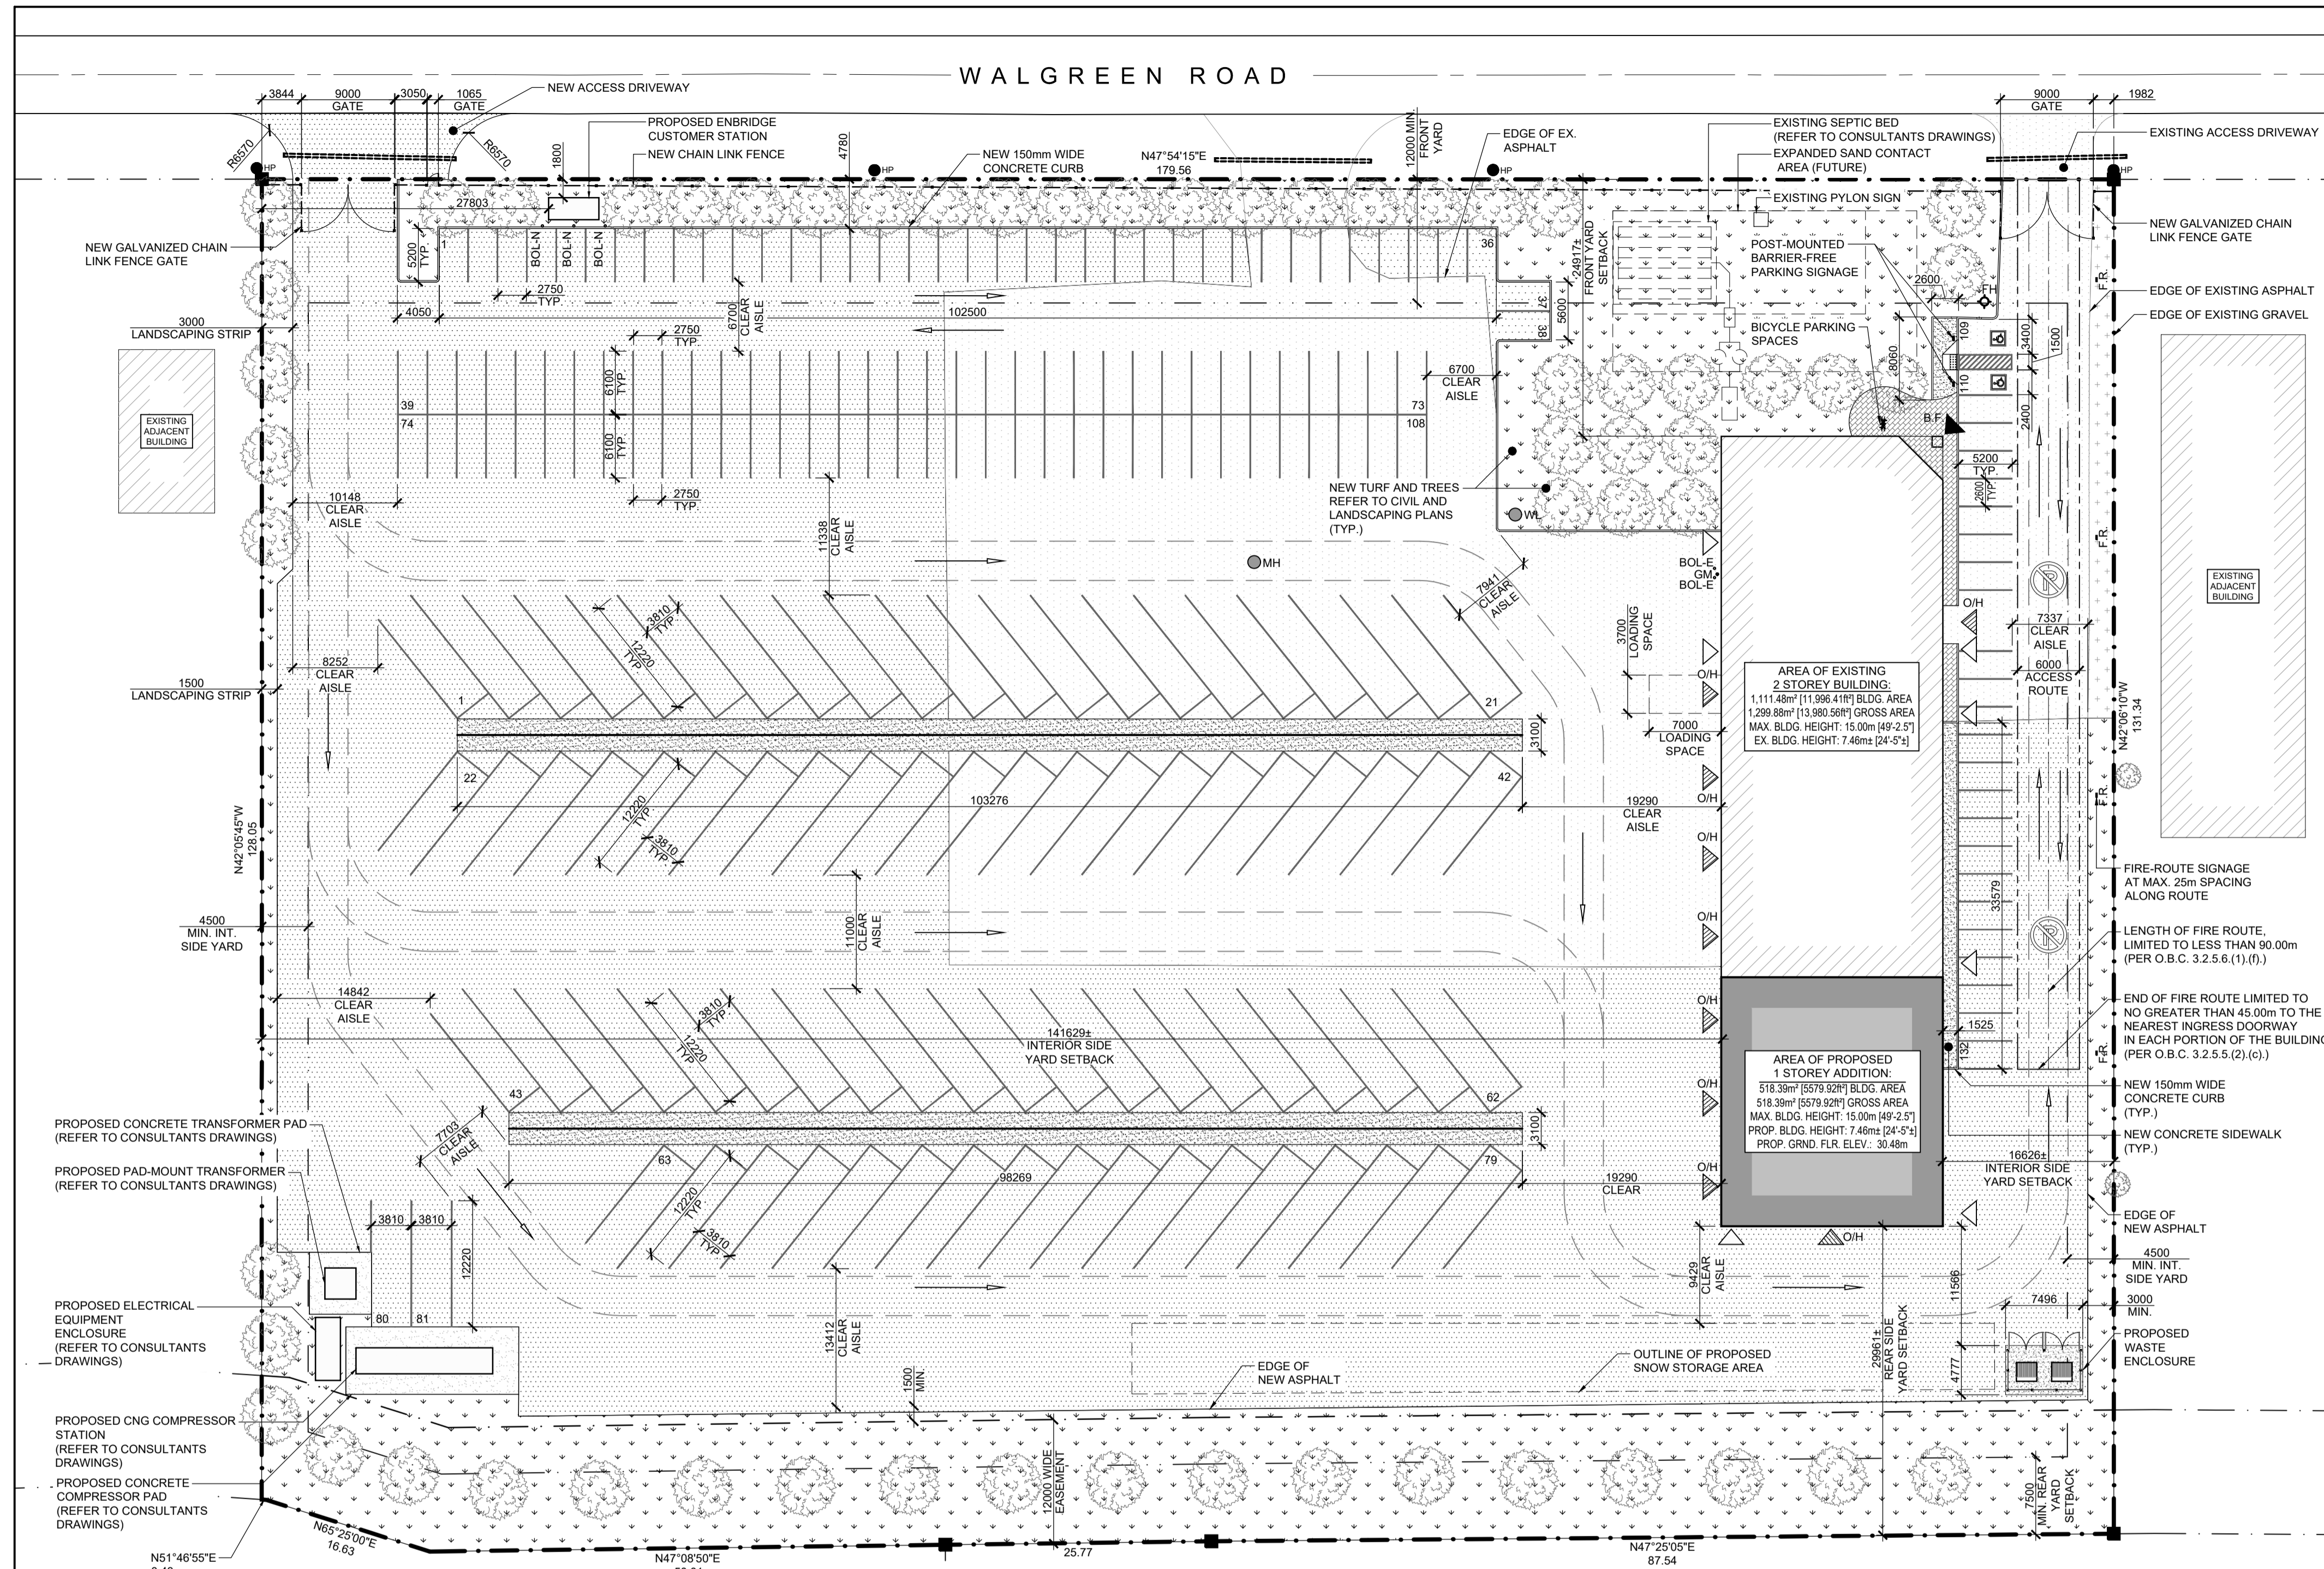 WALGREEN ROAD
3844
9000
GATE
3050
1065
GATE
NEW ACCESS DRIVEWAY
9000
GATE
1982
R6570
R6570
HP
1800
PROPOSED ENBRIDGE
CUSTOMER STATION
NEW CHAIN LINK FENCE
4780
HP
NEW 150mm WIDE
CONCRETE CURB
N47°54'15"E
179.56
12000 MIN.
FRONT
YARD
HP
EDGE OF EX.
ASPHALT
EXISTING SEPTIC BED
(REFER TO CONSULTANTS DRAWINGS)
EXPANDED SAND CONTACT
AREA (FUTURE)
EXISTING PYLON SIGN
EXISTING ACCESS DRIVEWAY
HP
27803
NEW GALVANIZED CHAIN
LINK FENCE GATE
5200
TYP.
1
BOL-N
BOL-N
BOL-N
36
24917±
FRONT YARD
SETBACK
POST-MOUNTED
BARRIER-FREE
PARKING SIGNAGE
NEW GALVANIZED CHAIN
LINK FENCE GATE
2600
FH
F.R.
EDGE OF EXISTING ASPHALT
EDGE OF EXISTING GRAVEL
2750
TYP.
4050
6700
CLEAR
AISLE
102500
37
38
5600
3000
LANDSCAPING STRIP
2750
TYP.
BICYCLE PARKING
SPACES
8060
109
110
3400
1500
2400
EXISTING
ADJACENT
BUILDING
6100
TYP.
6100
TYP.
39
74
73
108
6700
CLEAR
AISLE
B.F.
5200
TYP.
2600
TYP.
10148
CLEAR
AISLE
2750
TYP.
11338
CLEAR
AISLE
NEW TURF AND TREES
REFER TO CIVIL AND
LANDSCAPING PLANS
(TYP.)
WL
MH
BOL-E
GM
BOL-E
F.R.
EXISTING
ADJACENT
BUILDING
7941
CLEAR
AISLE
3810
TYP.
12220
TYP.
3700
LOADING
SPACE
O/H
7337
CLEAR
AISLE
6000
ACCESS
ROUTE
8252
CLEAR
AISLE
1500
LANDSCAPING STRIP
1
21
3100
O/H
7000
LOADING
SPACE
AREA OF EXISTING
2 STOREY BUILDING:
1,111.48m² [11,996.41ft²] BLDG. AREA
1,299.88m² [13,980.56ft²] GROSS AREA
MAX. BLDG. HEIGHT: 15.00m [49'-2.5"]
EX. BLDG. HEIGHT: 7.46m± [24'-5"±]
N42°06'10"W
131.34
22
42
12220
TYP.
3810
TYP.
103276
19290
CLEAR
AISLE
O/H
O/H
F.R.
N42°05'45"W
128.05
FIRE-ROUTE SIGNAGE
AT MAX. 25m SPACING
ALONG ROUTE
33579
4500
MIN. INT.
SIDE YARD
11000
CLEAR
AISLE
O/H
LENGTH OF FIRE ROUTE,
LIMITED TO LESS THAN 90.00m
(PER O.B.C. 3.2.5.6.(1).(f).)
14842
CLEAR
AISLE
3810
TYP.
12220
TYP.
141629±
INTERIOR SIDE
YARD SETBACK
O/H
END OF FIRE ROUTE LIMITED TO
NO GREATER THAN 45.00m TO THE
NEAREST INGRESS DOORWAY
IN EACH PORTION OF THE BUILDING
(PER O.B.C. 3.2.5.5.(2).(c).)
1525
132
F.R.
43
62
O/H
AREA OF PROPOSED
1 STOREY ADDITION:
518.39m² [5579.92ft²] BLDG. AREA
518.39m² [5579.92ft²] GROSS AREA
MAX. BLDG. HEIGHT: 15.00m [49'-2.5"]
PROP. BLDG. HEIGHT: 7.46m± [24'-5"±]
PROP. GRND. FLR. ELEV.: 30.48m
NEW 150mm WIDE
CONCRETE CURB
(TYP.)
NEW CONCRETE SIDEWALK
(TYP.)
PROPOSED CONCRETE TRANSFORMER PAD
(REFER TO CONSULTANTS DRAWINGS)
7703
CLEAR
AISLE
3100
63
79
PROPOSED PAD-MOUNT TRANSFORMER
(REFER TO CONSULTANTS DRAWINGS)
98269
19290
CLEAR
O/H
16626±
INTERIOR SIDE
YARD SETBACK
12220
TYP.
3810
TYP.
3810
3810
12220
O/H
EDGE OF
NEW ASPHALT
4500
MIN. INT.
SIDE YARD
9429
CLEAR
AISLE
11566
7496
3000
MIN.
PROPOSED ELECTRICAL
EQUIPMENT
ENCLOSURE
(REFER TO CONSULTANTS
DRAWINGS)
80
81
13412
CLEAR
AISLE
1500
MIN.
EDGE OF
NEW ASPHALT
OUTLINE OF PROPOSED
SNOW STORAGE AREA
29961±
REAR SIDE
YARD SETBACK
4777
PROPOSED
WASTE
ENCLOSURE
PROPOSED CNG COMPRESSOR
STATION
(REFER TO CONSULTANTS
DRAWINGS)
PROPOSED CONCRETE
COMPRESSOR PAD
(REFER TO CONSULTANTS
DRAWINGS)
12000 WIDE
EASEMENT
7500
MIN. REAR
YARD
SETBACK
N65°25'00"E
16.63
N51°46'55"E
N47°08'50"E
25.77
N47°25'05"E
87.54